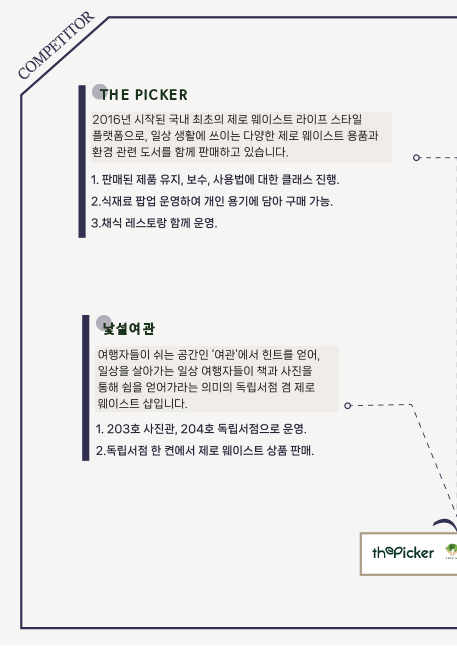 COMPETITOR
THE PICKER
2016년 시작된 국내 최초의 제로 웨이스트 라이프 스타일
플랫폼으로, 일상 생활에 쓰이는 다양한 제로 웨이스트 용품과
환경 관련 도서를 함께 판매하고 있습니다.
1. 판매된 제품 유지, 보수, 사용법에 대한 클래스 진행.
2.식재료 팝업 운영하여 개인 용기에 담아 구매 가능.
3.채식 레스토랑 함께 운영.
낯설여관
여행자들이 쉬는 공간인 '여관'에서 힌트를 얻어,
일상을 살아가는 일상 여행자들이 책과 사진을
통해 쉼을 얻어가라는 의미의 독립서점 겸 제로
웨이스트 샵입니다.
1. 203호 사진관, 204호 독립서점으로 운영.
2.독립서점 한 켠에서 제로 웨이스트 상품 판매.
thePicker